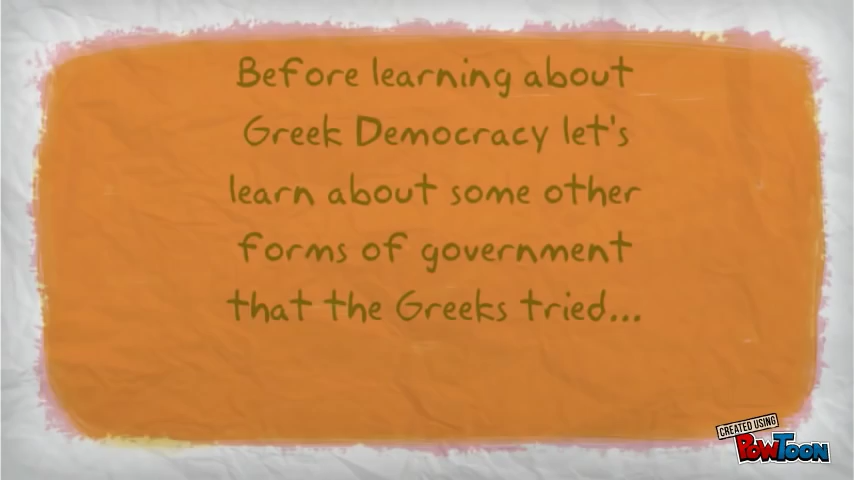 Before learning about
Greek Democracy let's
learn about some other
forms of government
that the Greeks tried...
CREATED USING
POWTOON